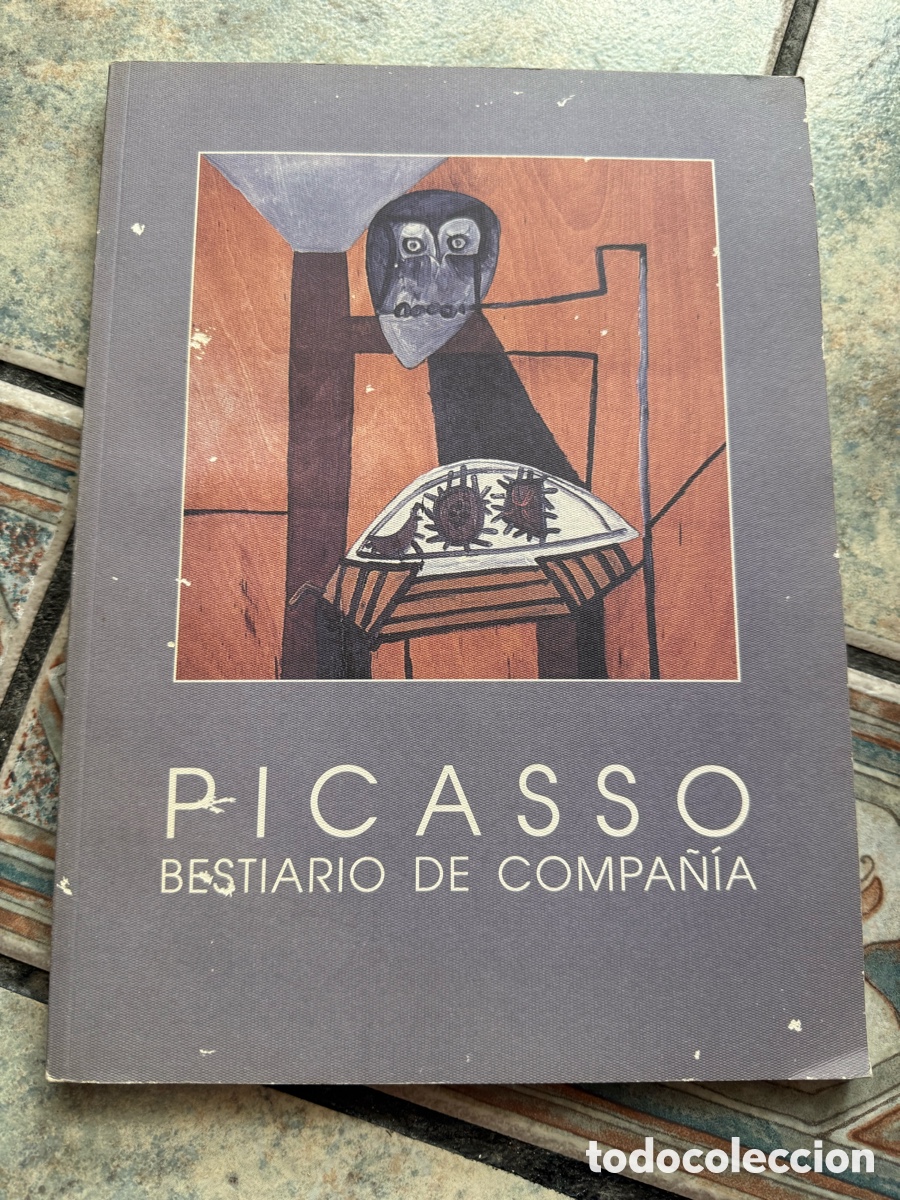 PICASSO
BESTIARIO DE COMPAÑÍA
todocoleccion